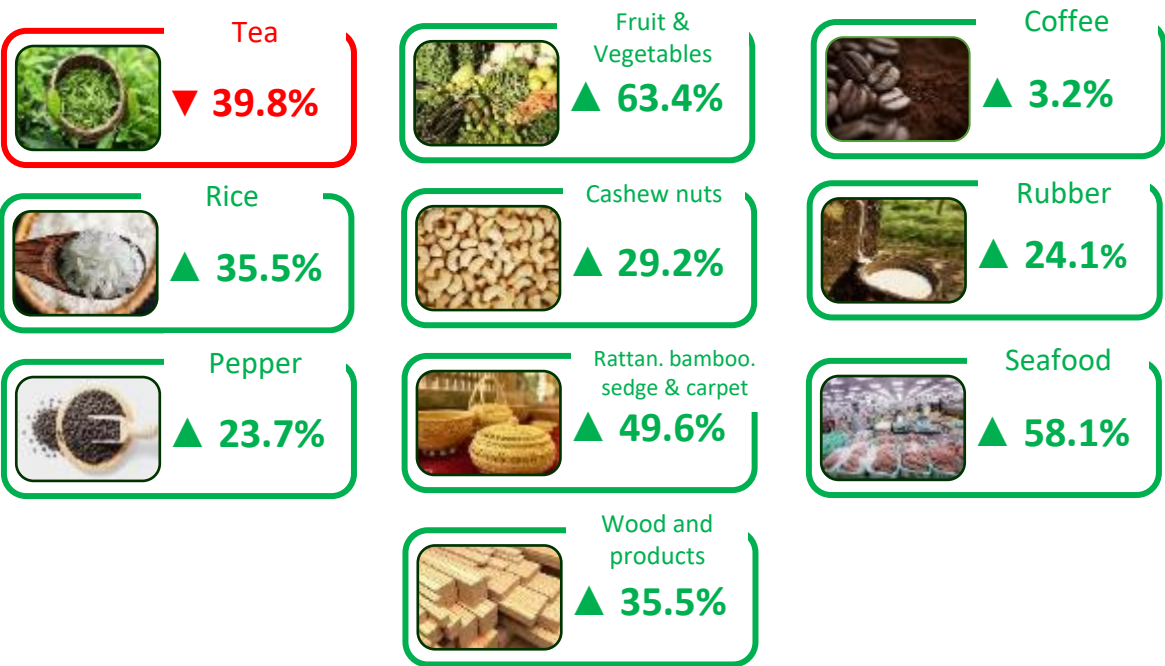 Tea
▼ 39.8%
Fruit &
Vegetables
▲ 63.4%
Coffee
▲ 3.2%
Rice
▲ 35.5%
Cashew nuts
▲ 29.2%
Rubber
▲ 24.1%
Pepper
▲ 23.7%
Rattan. bamboo.
sedge & carpet
▲ 49.6%
Seafood
▲ 58.1%
Wood and
products
▲ 35.5%